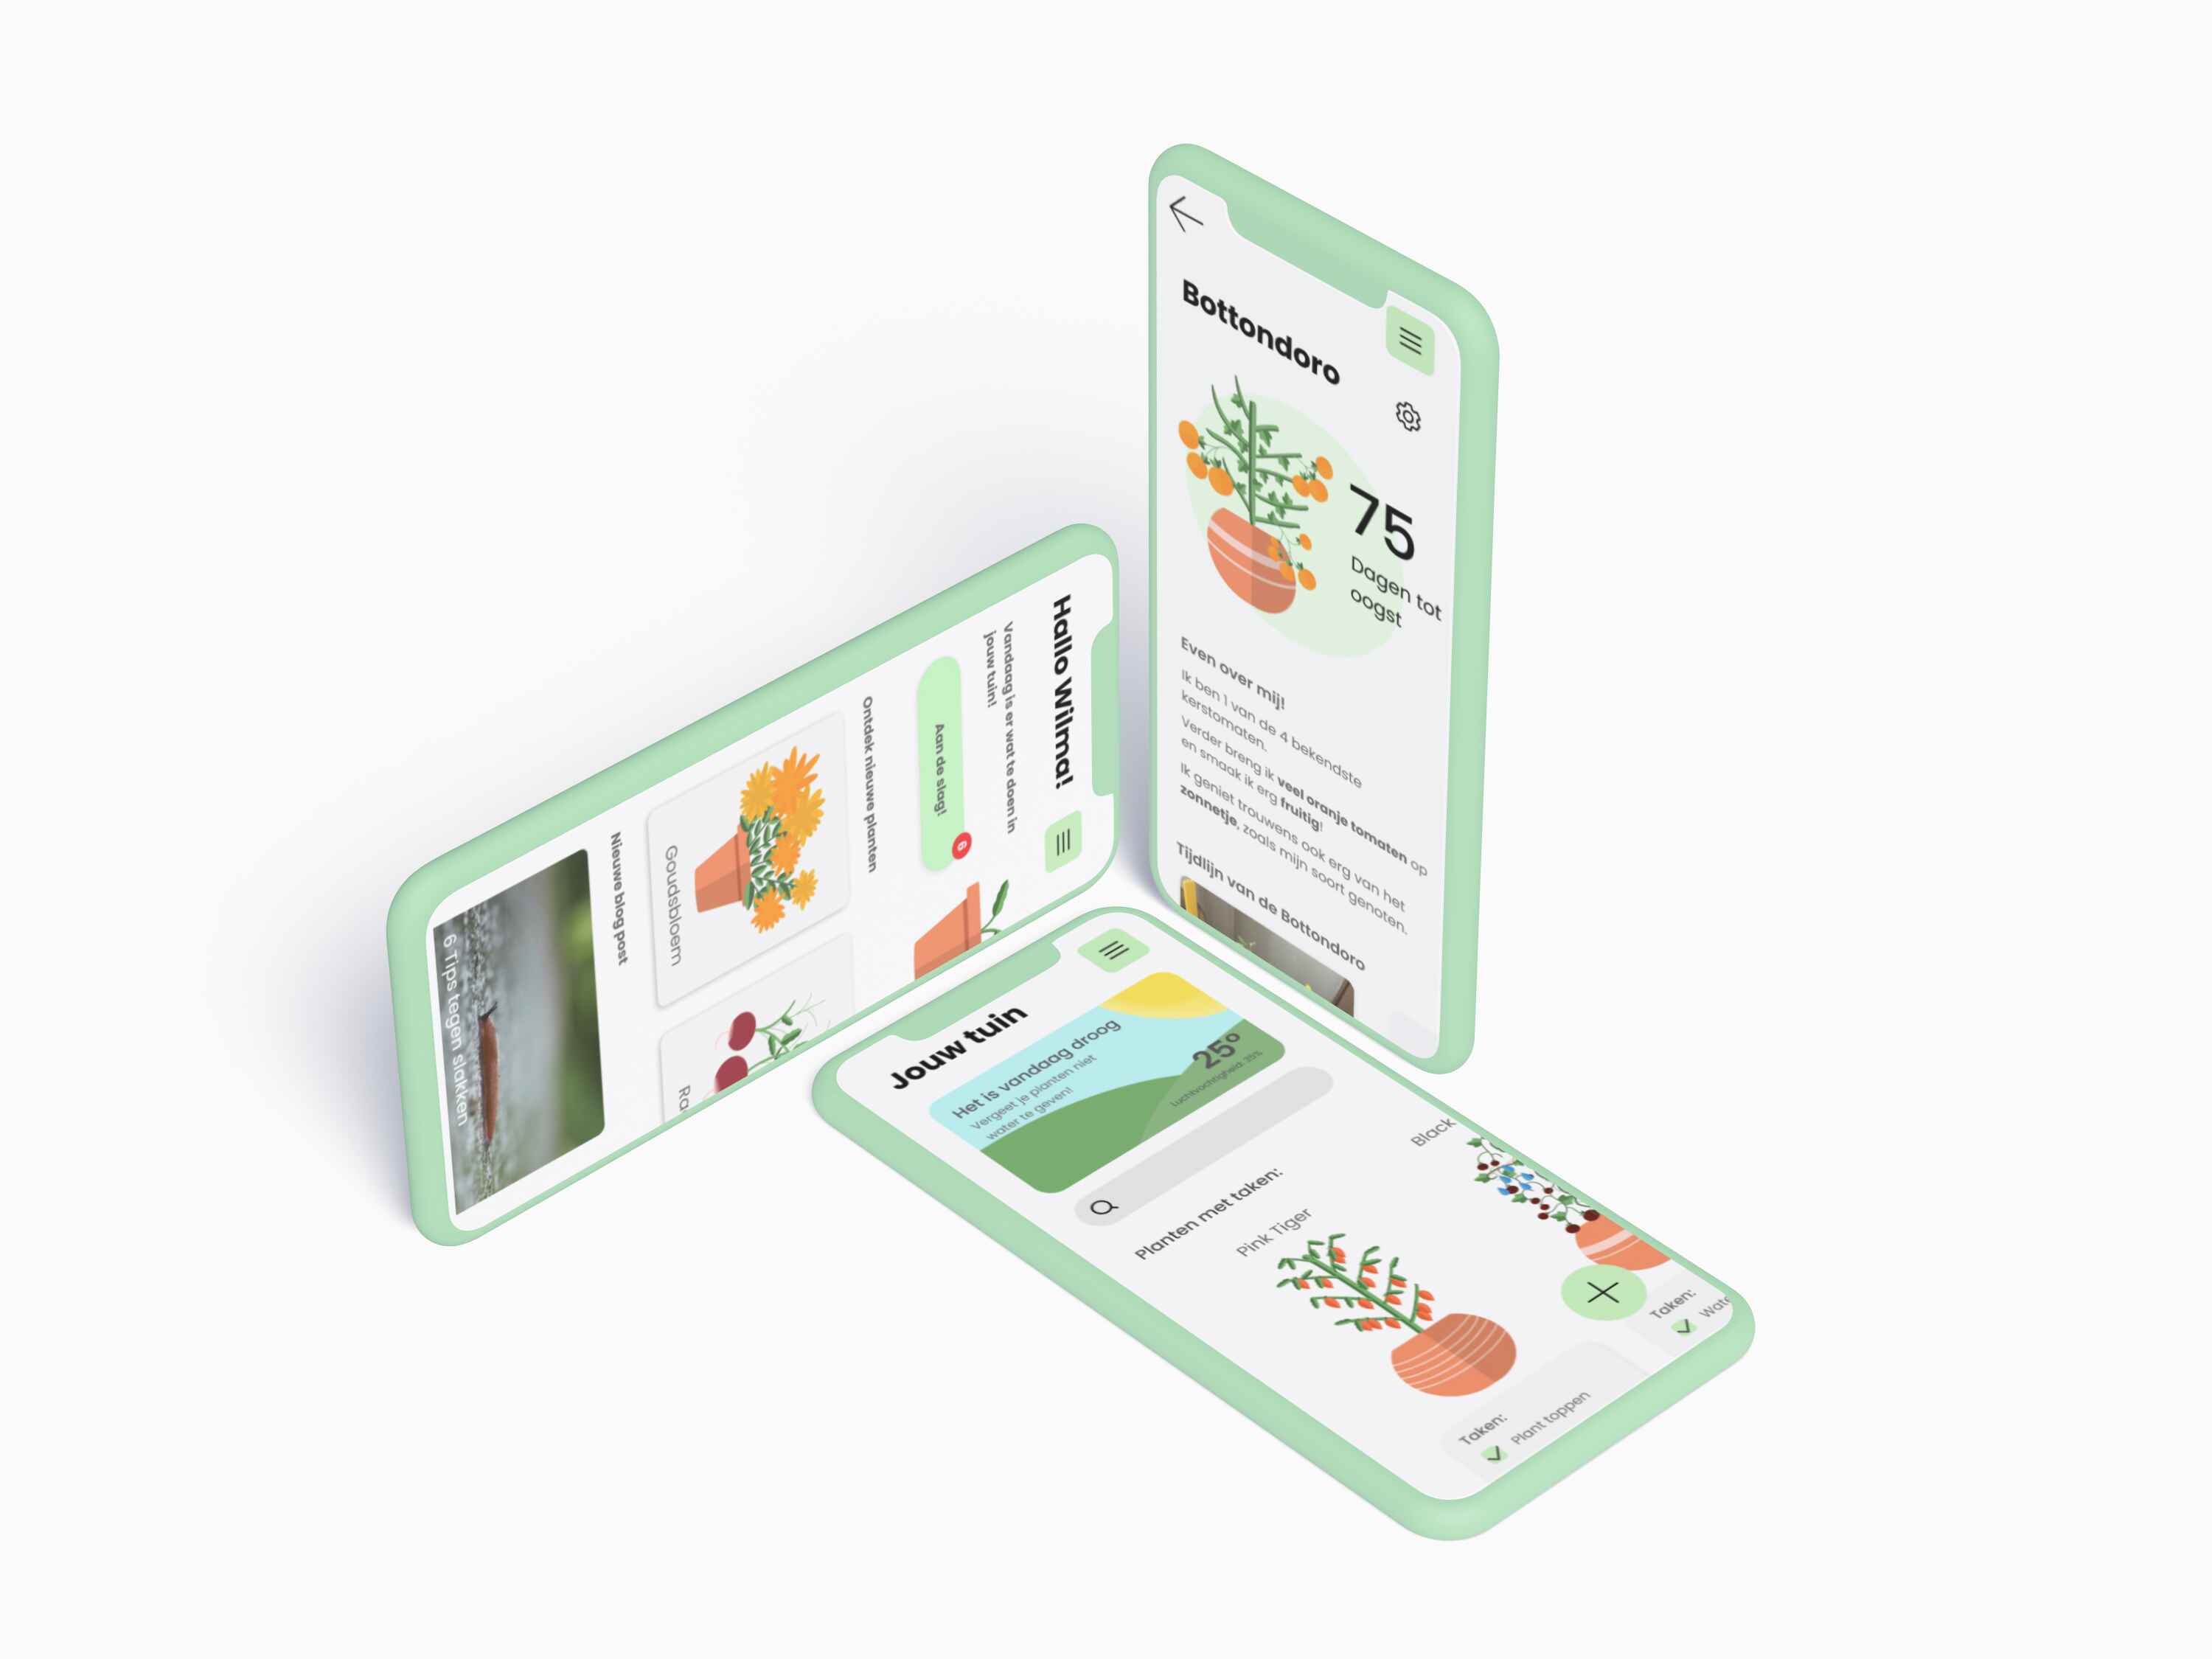 Bottondoro
75
Dagen tot
oogst
Even over mij!
Ik ben 1 van de 4 bekendste
kerstomaten.
Verder breng ik veel oranje tomaten op
en smaak ik erg fruitig!
Ik geniet trouwens ook erg van het
zonnetje, zoals mijn soort genoten.
Tijdlijn van de Bottondoro
Hallo Wilma!
Vandaag is er wat te doen in
jouw tuin!
Aan de slag!
6
Ontdek nieuwe planten
Goudsbloem
Ra
Nieuwe blog post
6 Tips tegen slakken
Jouw tuin
Het is vandaag droog
Vergeet je planten niet
water te geven!
25°
Luchtvochtigheid: 75%
Planten met taken:
Pink Tiger
Taken:
Plant toppen
Black
Taken:
Wate